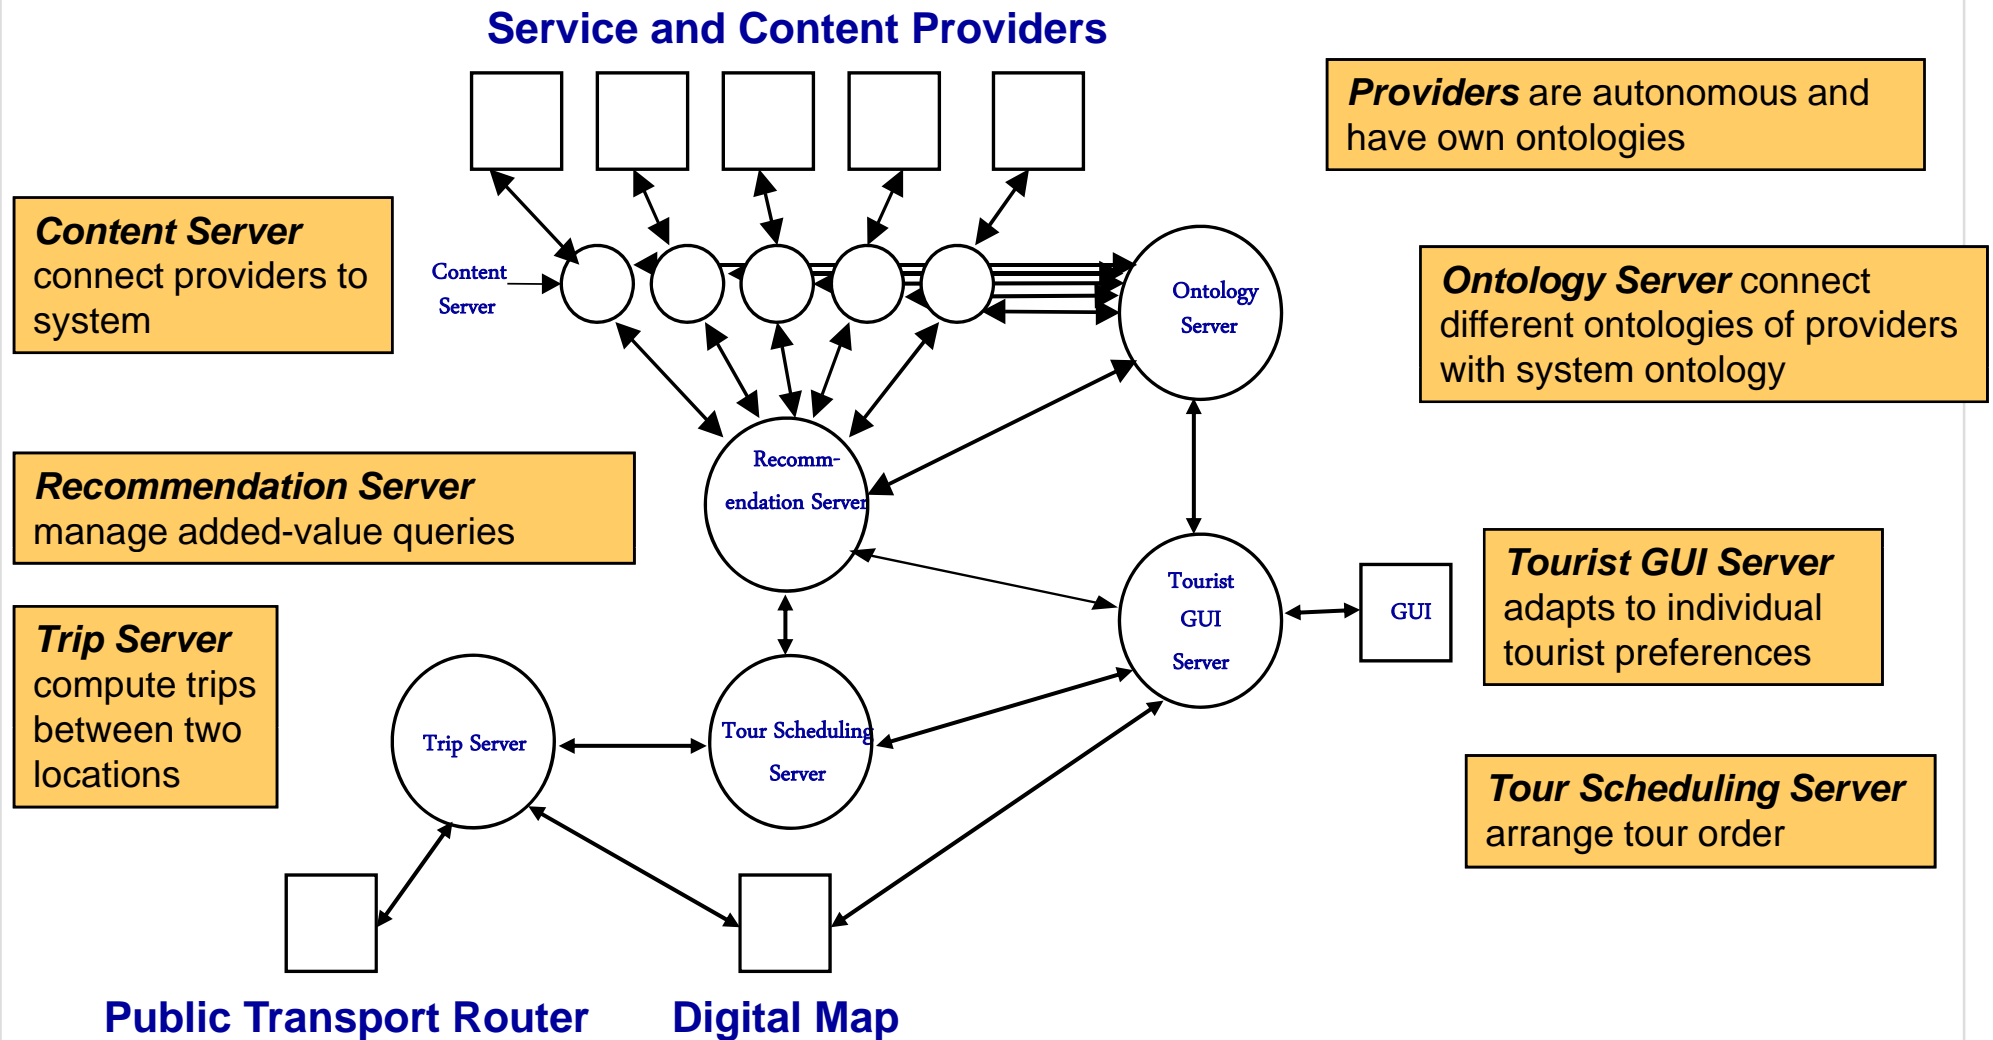 Service and Content Providers
Providers are autonomous and
have own ontologies
Content Server
connect providers to
system
Content
Server
Ontology
Server
Ontology Server connect
different ontologies of providers
with system ontology
Recommendation Server
manage added-value queries
Recomm-
endation Server
Tourist
GUI
Server
GUI
Tourist GUI Server
adapts to individual
tourist preferences
Trip Server
compute trips
between two
locations
Trip Server
Tour Scheduling
Server
Tour Scheduling Server
arrange tour order
Public Transport Router
Digital Map